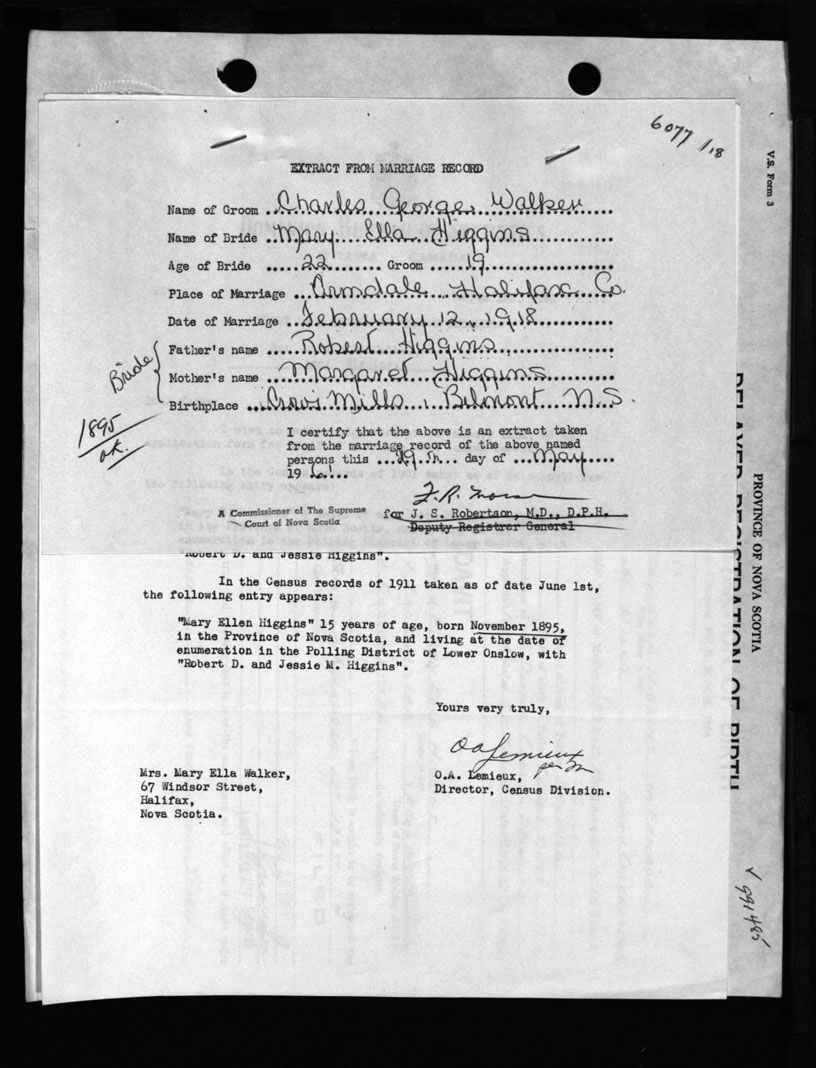 6077/18
V.S. Form 3
EXTRACT FROM MARRIAGE RECORD
Name of Groom Charles George Walker
Name of Bride Mary Ella Higgins
Age of Bride 22 Groom 19
Place of Marriage Armdale, Halifax Co.
Date of Marriage February 12, 1918
Bride
Father's name Robert Higgins
Mother's name Margaret Higgins
Birthplace Mills, Belmont N.S.
1895
ok.
I certify that the above is an extract taken
from the marriage record of the above named
persons this 29th day of May
19
A Commissioner of The Supreme
Court of Nova Scotia
F.R.
for J. S. Robertson, M.D., D.P.H.
Deputy Registrar General
Robert D. and Jessie Higgins".
In the Census records of 1911 taken as of date June 1st,
the following entry appears:
"Mary Ellen Higgins" 15 years of age, born November 1895,
in the Province of Nova Scotia, and living at the date of
enumeration in the Polling District of Lower Onslow, with
"Robert D. and Jessie M. Higgins".
Yours very truly,
OALemieux
per
O.A. Lemieux,
Director, Census Division.
Mrs. Mary Ella Walker,
67 Windsor Street,
Halifax,
Nova Scotia.
PROVINCE OF NOVA SCOTIA
DELAYED REGISTRATION OF BIRTH
991485